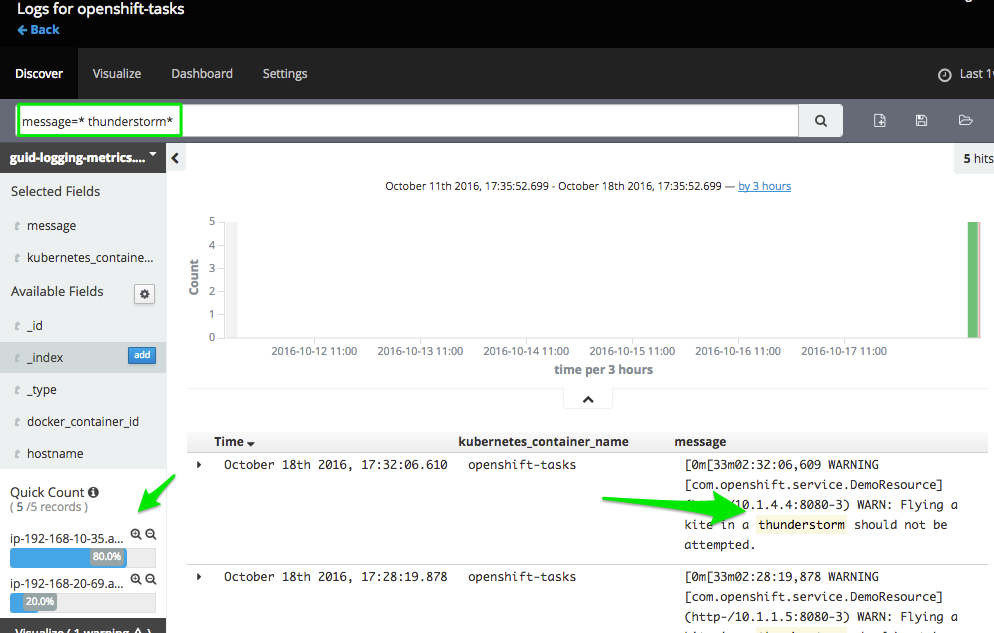 Logs for openshift-tasks
Back
Discover Visualize Dashboard Settings Last 1
message=* thunderstorm*
guid-logging-metrics....
5 hits
Selected Fields
October 11th 2016, 17:35:52.699 - October 18th 2016, 17:35:52.699 — by 3 hours
t message
t kubernetes_containe...
Available Fields
t _id
t _index add
t _type
t docker_container_id
t hostname
Quick Count
( 5 /5 records )
ip-192-168-10-35.a...
80.0%
ip-192-168-20-69.a...
20.0%
Visualize ( 1 warning )
Count
5
4
3
2
1
0
2016-10-12 11:00 2016-10-13 11:00 2016-10-14 11:00 2016-10-15 11:00 2016-10-16 11:00 2016-10-17 11:00
time per 3 hours
Time kubernetes_container_name message
October 18th 2016, 17:32:06.610 openshift-tasks [0m[33m02:32:06,609 WARNING
[com.openshift.service.DemoResource]
(http-/10.1.4.4:8080-3) WARN: Flying a
kite in a thunderstorm should not be
attempted.
October 18th 2016, 17:28:19.878 openshift-tasks [0m[33m02:28:19,878 WARNING
[com.openshift.service.DemoResource]
(http-/10.1.1.5:8080-3) WARN: Flying a